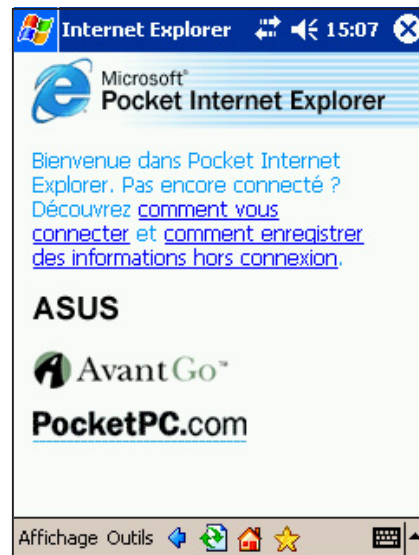 Internet Explorer 15:07
Microsoft®
Pocket Internet Explorer
Bienvenue dans Pocket Internet
Explorer. Pas encore connecté ?
Découvrez comment vous
connecter et comment enregistrer
des informations hors connexion.
ASUS
AvantGo™
PocketPC.com
Affichage Outils